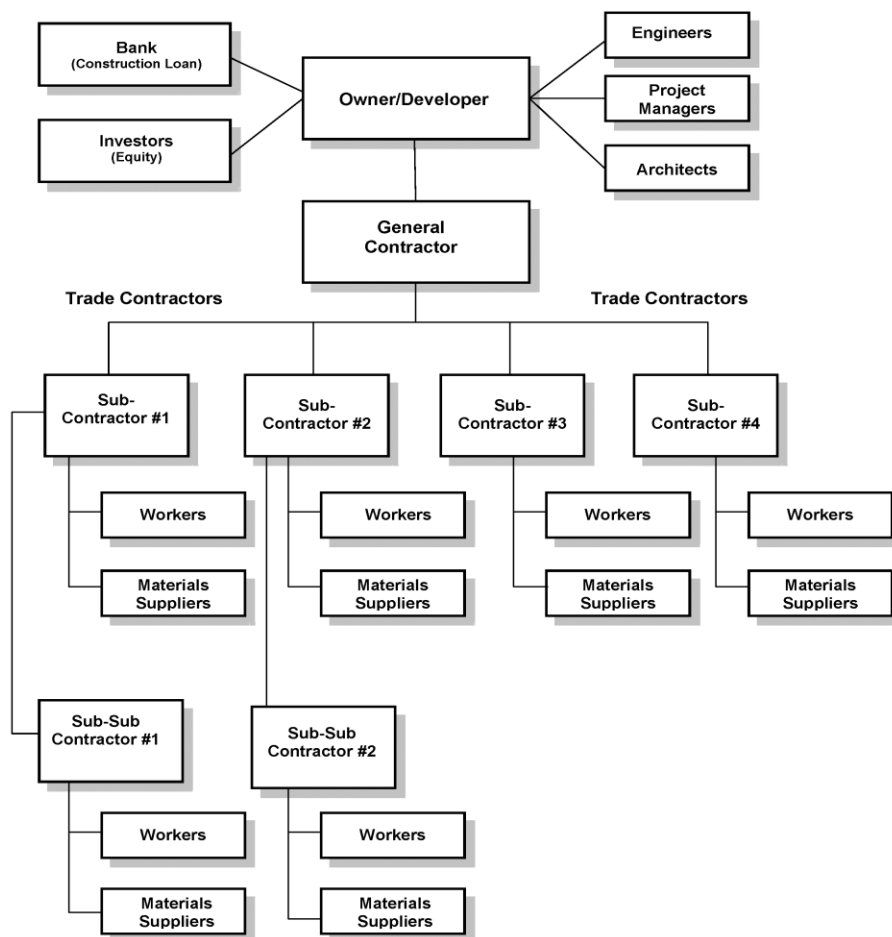 Bank
(Construction Loan)
Owner/Developer
Engineers
Project
Managers
Investors
(Equity)
Architects
General
Contractor
Trade Contractors
Trade Contractors
Sub-
Contractor #1
Sub-
Contractor #2
Sub-
Contractor #3
Sub-
Contractor #4
Workers
Workers
Workers
Workers
Materials
Suppliers
Materials
Suppliers
Materials
Suppliers
Materials
Suppliers
Sub-Sub
Contractor #1
Sub-Sub
Contractor #2
Workers
Workers
Materials
Suppliers
Materials
Suppliers